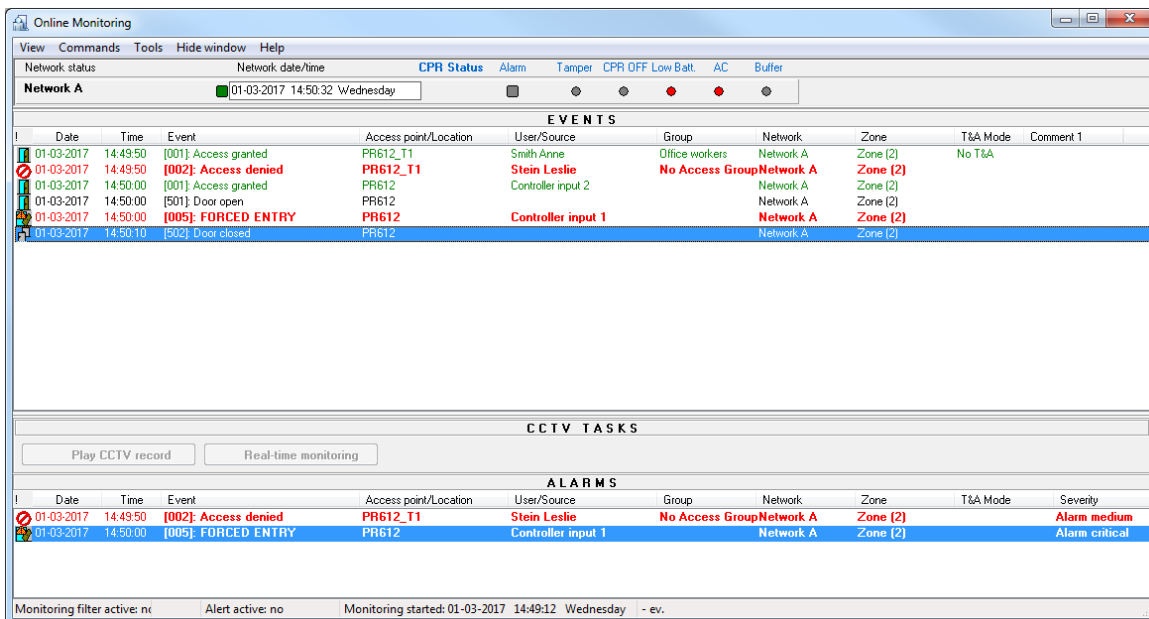 Online Monitoring
View Commands Tools Hide window Help
Network status Network date/time CPR Status Alarm Tamper CPR OFF Low Batt. AC Buffer
Network A 01-03-2017 14:50:32 Wednesday
EVENTS
! Date Time Event Access point/Location User/Source Group Network Zone T&A Mode Comment 1
01-03-2017 14:49:50 [001]: Access granted PR612_T1 Smith Anne Office workers Network A Zone (2) No T&A
01-03-2017 14:49:50 [002]: Access denied PR612_T1 Stein Leslie No Access Group Network A Zone (2)
01-03-2017 14:50:00 [001]: Access granted PR612 Controller input 2 Network A Zone (2)
01-03-2017 14:50:00 [501]: Door open PR612 Network A Zone (2)
01-03-2017 14:50:00 [005]: FORCED ENTRY PR612 Controller input 1 Network A Zone (2)
01-03-2017 14:50:10 [502]: Door closed PR612 Network A Zone (2)
CCTV TASKS
Play CCTV record Real-time monitoring
ALARMS
! Date Time Event Access point/Location User/Source Group Network Zone T&A Mode Severity
01-03-2017 14:49:50 [002]: Access denied PR612_T1 Stein Leslie No Access Group Network A Zone (2) Alarm medium
01-03-2017 14:50:00 [005]: FORCED ENTRY PR612 Controller input 1 Network A Zone (2) Alarm critical
Monitoring filter active: no Alert active: no Monitoring started: 01-03-2017 14:49:12 Wednesday - ev.